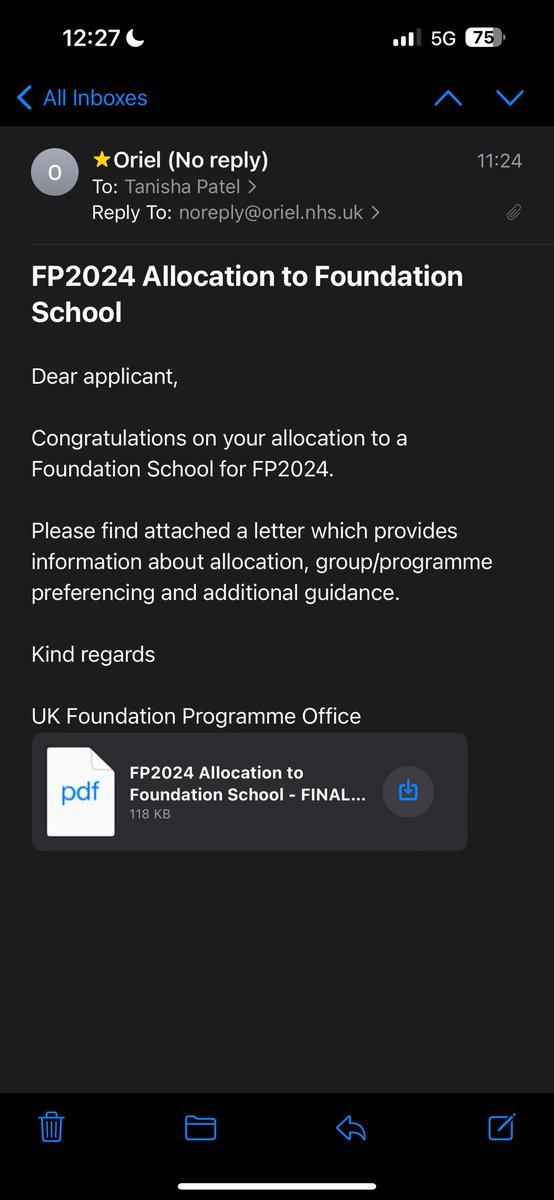 12:27
5G
75
All Inboxes
O
Oriel (No reply)
11:24
To: Tanisha Patel
Reply To: noreply@oriel.nhs.uk
FP2024 Allocation to Foundation
School
Dear applicant,
Congratulations on your allocation to a
Foundation School for FP2024.
Please find attached a letter which provides
information about allocation, group/programme
preferencing and additional guidance.
Kind regards
UK Foundation Programme Office
pdf
FP2024 Allocation to
Foundation School - FINAL...
118 KB